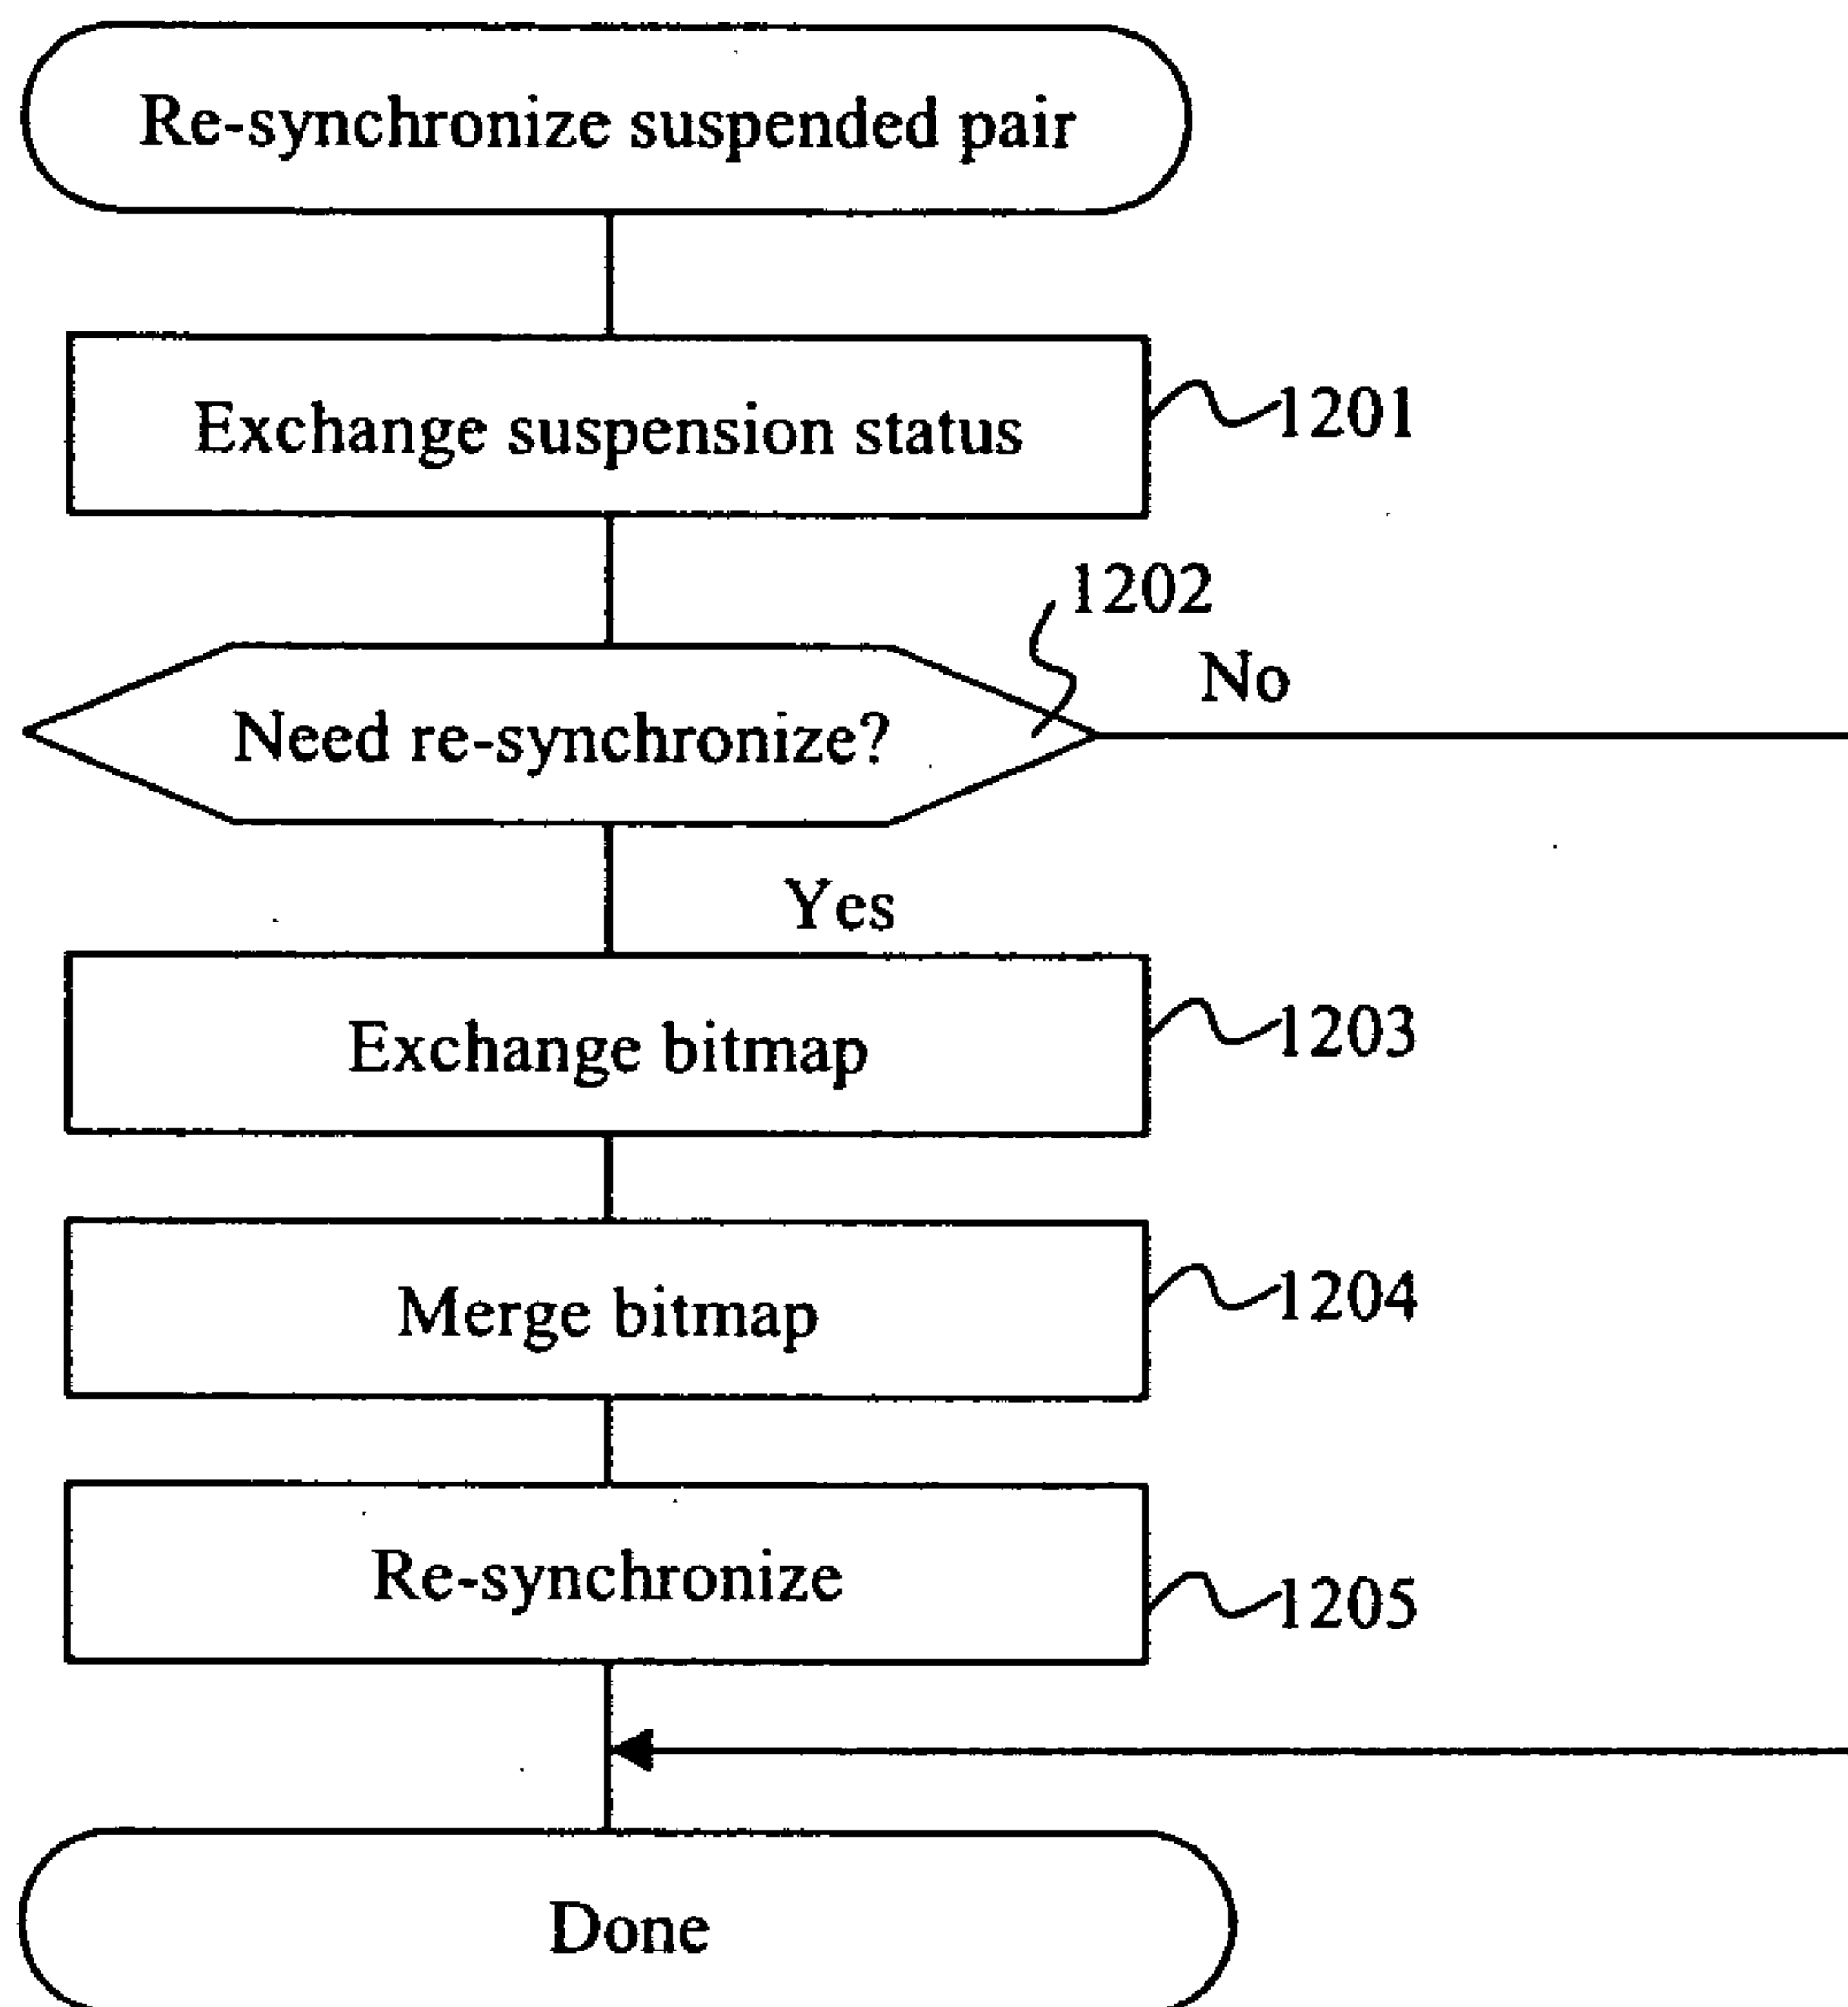 Re-synchronize suspended pair
Exchange suspension status
1201
1202
No
Need re-synchronize?
Yes
Exchange bitmap
1203
Merge bitmap
1204
Re-synchronize
1205
Done